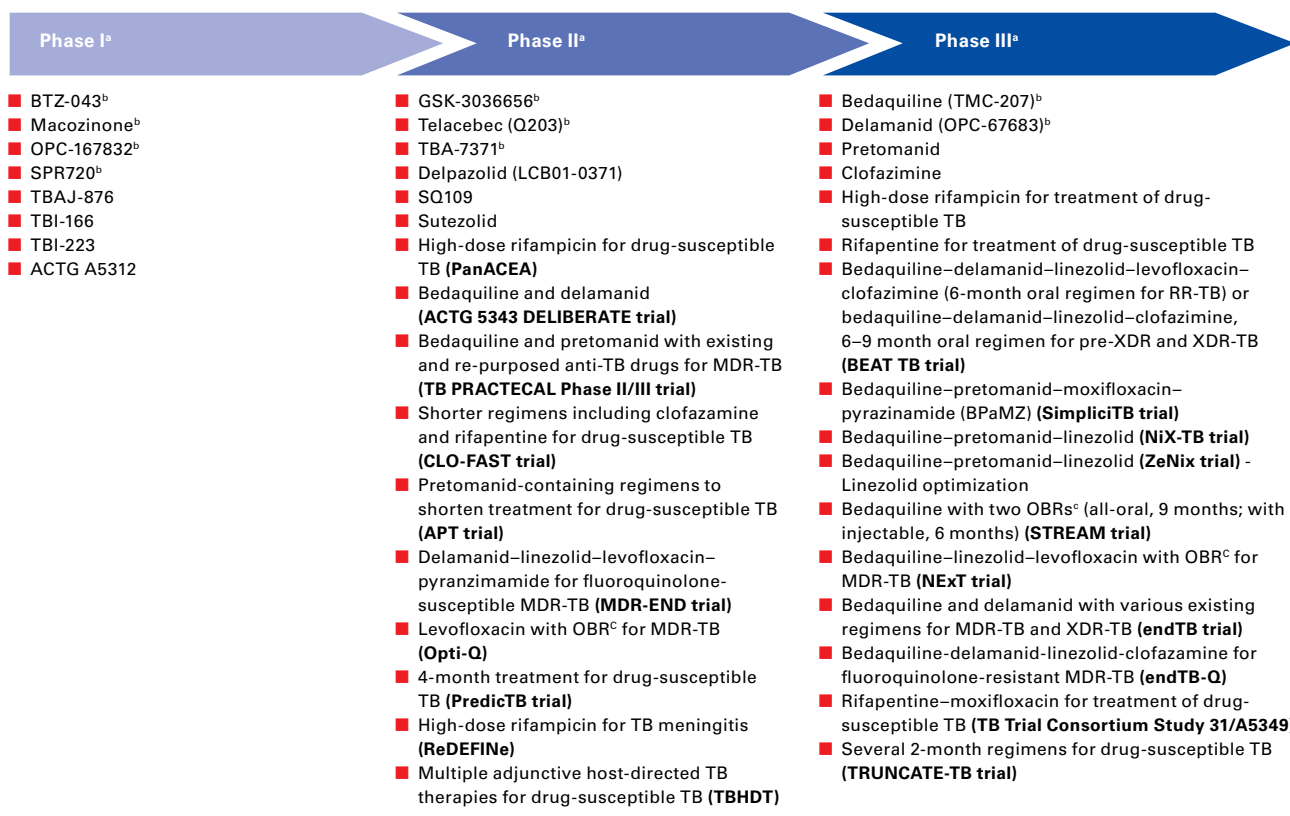 Phase Iᵃ
BTZ-043ᵇ
Macozinoneᵇ
OPC-167832ᵇ
SPR720ᵇ
TBAJ-876
TBI-166
TBI-223
ACTG A5312
Phase IIᵃ
GSK-3036656ᵇ
Telacebec (Q203)ᵇ
TBA-7371ᵇ
Delpazolid (LCB01-0371)
SQ109
Sutezolid
High-dose rifampicin for drug-susceptible
TB (PanACEA)
Bedaquiline and delamanid
(ACTG 5343 DELIBERATE trial)
Bedaquiline and pretomanid with existing
and re-purposed anti-TB drugs for MDR-TB
(TB PRACTECAL Phase II/III trial)
Shorter regimens including clofazamine
and rifapentine for drug-susceptible TB
(CLO-FAST trial)
Pretomanid-containing regimens to
shorten treatment for drug-susceptible TB
(APT trial)
Delamanid–linezolid–levofloxacin–
pyranzimamide for fluoroquinolone-
susceptible MDR-TB (MDR-END trial)
Levofloxacin with OBRᶜ for MDR-TB
(Opti-Q)
4-month treatment for drug-susceptible
TB (PredicTB trial)
High-dose rifampicin for TB meningitis
(ReDEFINe)
Multiple adjunctive host-directed TB
therapies for drug-susceptible TB (TBHDT)
Phase IIIᵃ
Bedaquiline (TMC-207)ᵇ
Delamanid (OPC-67683)ᵇ
Pretomanid
Clofazimine
High-dose rifampicin for treatment of drug-
susceptible TB
Rifapentine for treatment of drug-susceptible TB
Bedaquiline–delamanid–linezolid–levofloxacin–
clofazimine (6-month oral regimen for RR-TB) or
bedaquiline–delamanid–linezolid–clofazimine,
6–9 month oral regimen for pre-XDR and XDR-TB
(BEAT TB trial)
Bedaquiline–pretomanid–moxifloxacin–
pyrazinamide (BPaMZ) (SimpliciTB trial)
Bedaquiline–pretomanid–linezolid (NiX-TB trial)
Bedaquiline–pretomanid–linezolid (ZeNix trial) -
Linezolid optimization
Bedaquiline with two OBRsᶜ (all-oral, 9 months; with
injectable, 6 months) (STREAM trial)
Bedaquiline–linezolid–levofloxacin with OBRᶜ for
MDR-TB (NExT trial)
Bedaquiline and delamanid with various existing
regimens for MDR-TB and XDR-TB (endTB trial)
Bedaquiline-delamanid-linezolid-clofazamine for
fluoroquinolone-resistant MDR-TB (endTB-Q)
Rifapentine–moxifloxacin for treatment of drug-
susceptible TB (TB Trial Consortium Study 31/A5349)
Several 2-month regimens for drug-susceptible TB
(TRUNCATE-TB trial)